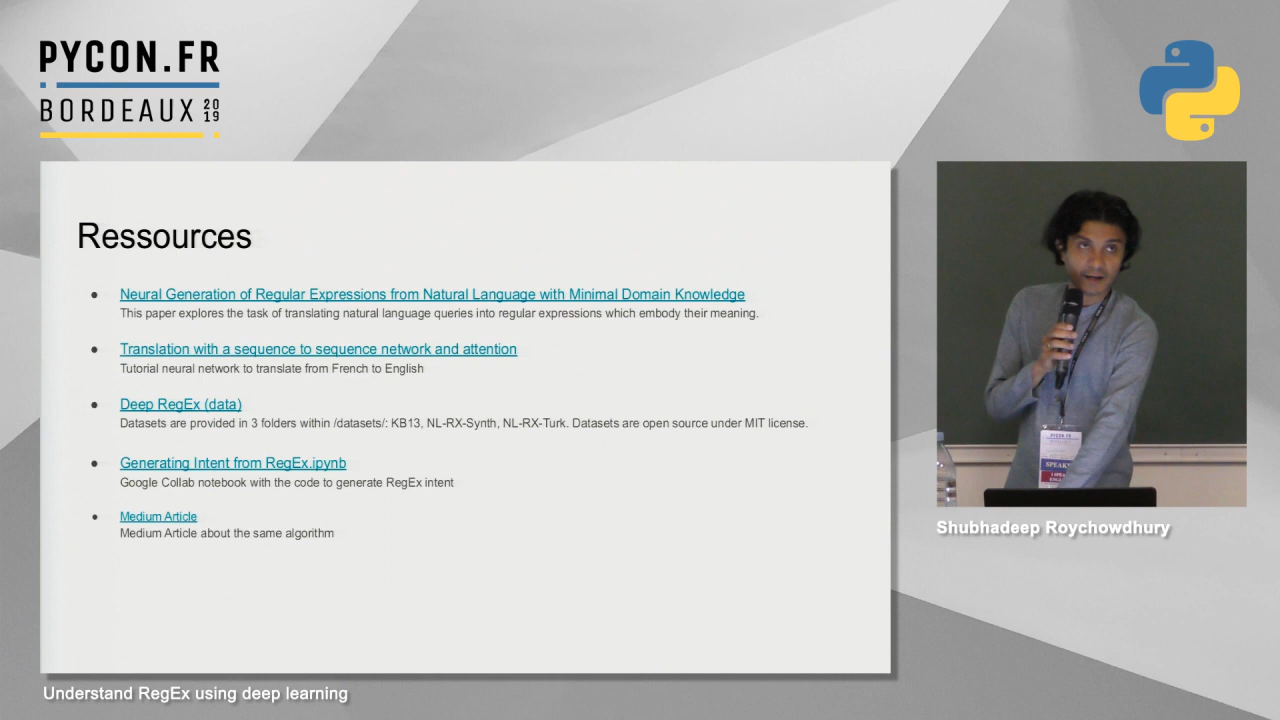 PYCON.FR
BORDEAUX 2019
Ressources
Neural Generation of Regular Expressions from Natural Language with Minimal Domain Knowledge
This paper explores the task of translating natural language queries into regular expressions which embody their meaning.
Translation with a sequence to sequence network and attention
Tutorial neural network to translate from French to English
Deep RegEx (data)
Datasets are provided in 3 folders within /datasets/: KB13, NL-RX-Synth, NL-RX-Turk. Datasets are open source under MIT license.
Generating Intent from RegEx.ipynb
Google Collab notebook with the code to generate RegEx intent
Medium Article
Medium Article about the same algorithm
PYCON.FR
Shubhadeep Roychowdhury
Understand RegEx using deep learning